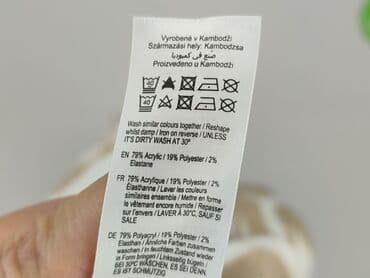 Vyrobené v Kambodži
Származási hely: Kambodzsa
صنع في كمبوديا
Proizvedeno u Kambodži
40
40
Wash similar colours together / Reshape
whilst damp / Iron on reverse / UNLESS
IT'S DIRTY WASH AT 30°
EN 79% Acrylic / 19% Polyester / 2%
Elastane
FR 79% Acrylique / 19% Polyester / 2%
Élasthanne / Laver les couleurs
similaires ensemble / Mettre en forme
le vêtement encore humide / Repasser
sur l'envers / LAVER À 30°C, SAUF SI
SALE
DE 79% Polyacryl / 19% Polyester / 2%
Elasthan / Ähnliche Farben zusammen
waschen / In feuchtem Zustand wieder
in Form bringen / Linksseitig bügeln /
BEI 30°C WASCHEN, ES SEI DENN,
ES IST SCHMUTZIG